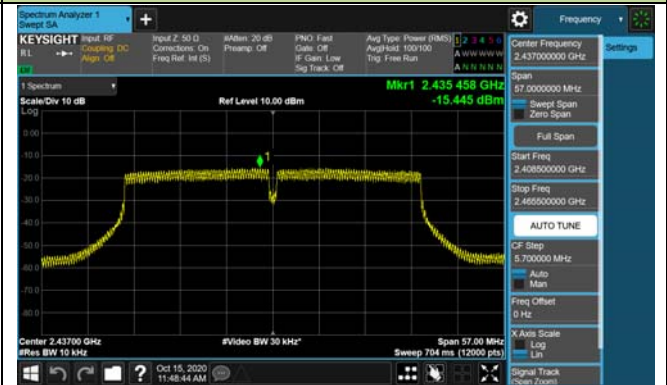 Spectrum Analyzer 1
Swept SA
+
Frequency
KEYSIGHT
Input: RF
Coupling: DC
Align: Off
RL
Input Z: 50 Ω
Corrections: On
Freq Ref: Int (S)
#Atten: 20 dB
Preamp: Off
PNO: Fast
Gate: Off
IF Gain: Low
Sig Track: Off
Avg Type: Power (RMS)
Avg|Hold: 100/100
Trig: Free Run
1 2 3 4 5 6
A W W W W W
A N N N N N
1 Spectrum
Scale/Div 10 dB
Log
Ref Level 10.00 dBm
Mkr1 2.435 458 GHz
-15.445 dBm
0.00
-10.0
-20.0
-30.0
-40.0
-50.0
-60.0
-70.0
-80.0
1
Center 2.43700 GHz
#Res BW 10 kHz
#Video BW 30 kHz*
Span 57.00 MHz
Sweep 704 ms (12000 pts)
Oct 15, 2020
11:48:44 AM
Settings
Center Frequency
2.437000000 GHz
Span
57.0000000 MHz
Swept Span
Zero Span
Full Span
Start Freq
2.408500000 GHz
Stop Freq
2.465500000 GHz
AUTO TUNE
CF Step
5.700000 MHz
Auto
Man
Freq Offset
0 Hz
X Axis Scale
Log
Lin
Signal Track
(Span Zoom)